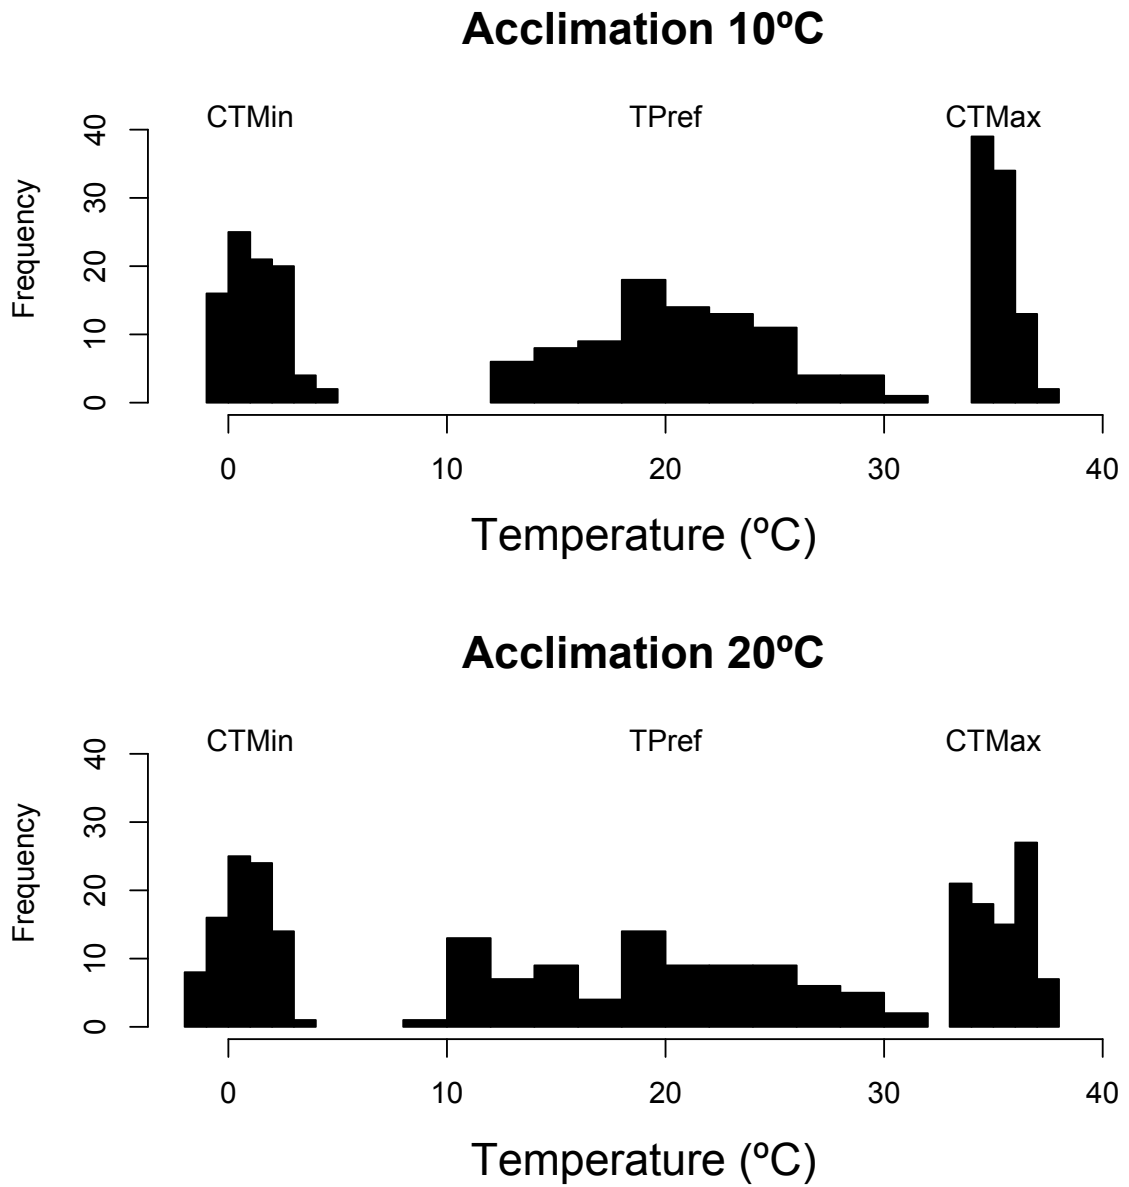 Acclimation 10ºC
CTMin TPref CTMax
Frequency
40
30
20
10
0
0 10 20 30 40
Temperature (ºC)
Acclimation 20ºC
CTMin TPref CTMax
Frequency
40
30
20
10
0
0 10 20 30 40
Temperature (ºC)